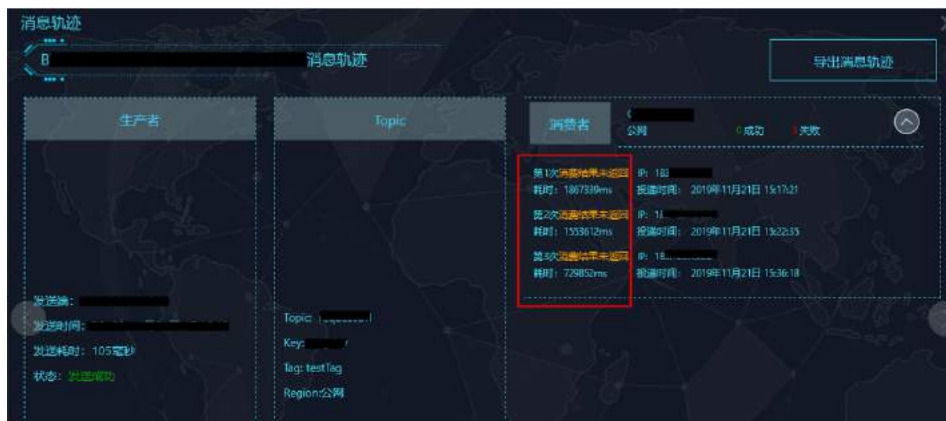 消息轨迹
B
消息轨迹
导出消息轨迹
生产者
Topic
消费者
公网
0 成功
3 失败
第1次消费结果未返回 IP: 182
耗时: 1867339ms 投递时间: 2019年11月21日 15:17:21
第2次消费结果未返回 IP: 18
耗时: 1553612ms 投递时间: 2019年11月21日 15:22:35
第3次消费结果未返回 IP: 18
耗时: 729852ms 投递时间: 2019年11月21日 15:36:18
发送端:
发送时间:
发送耗时: 105毫秒
状态: 发送成功
Topic:
Key:
Tag: testTag
Region:公网